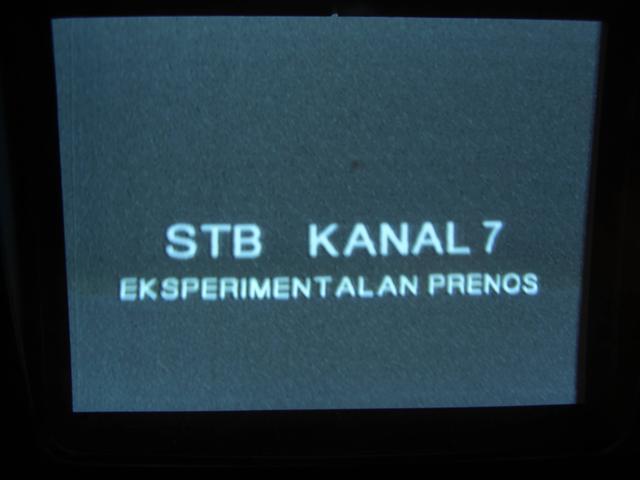 STB KANAL 7
EKSPERIMENTALAN PRENOS